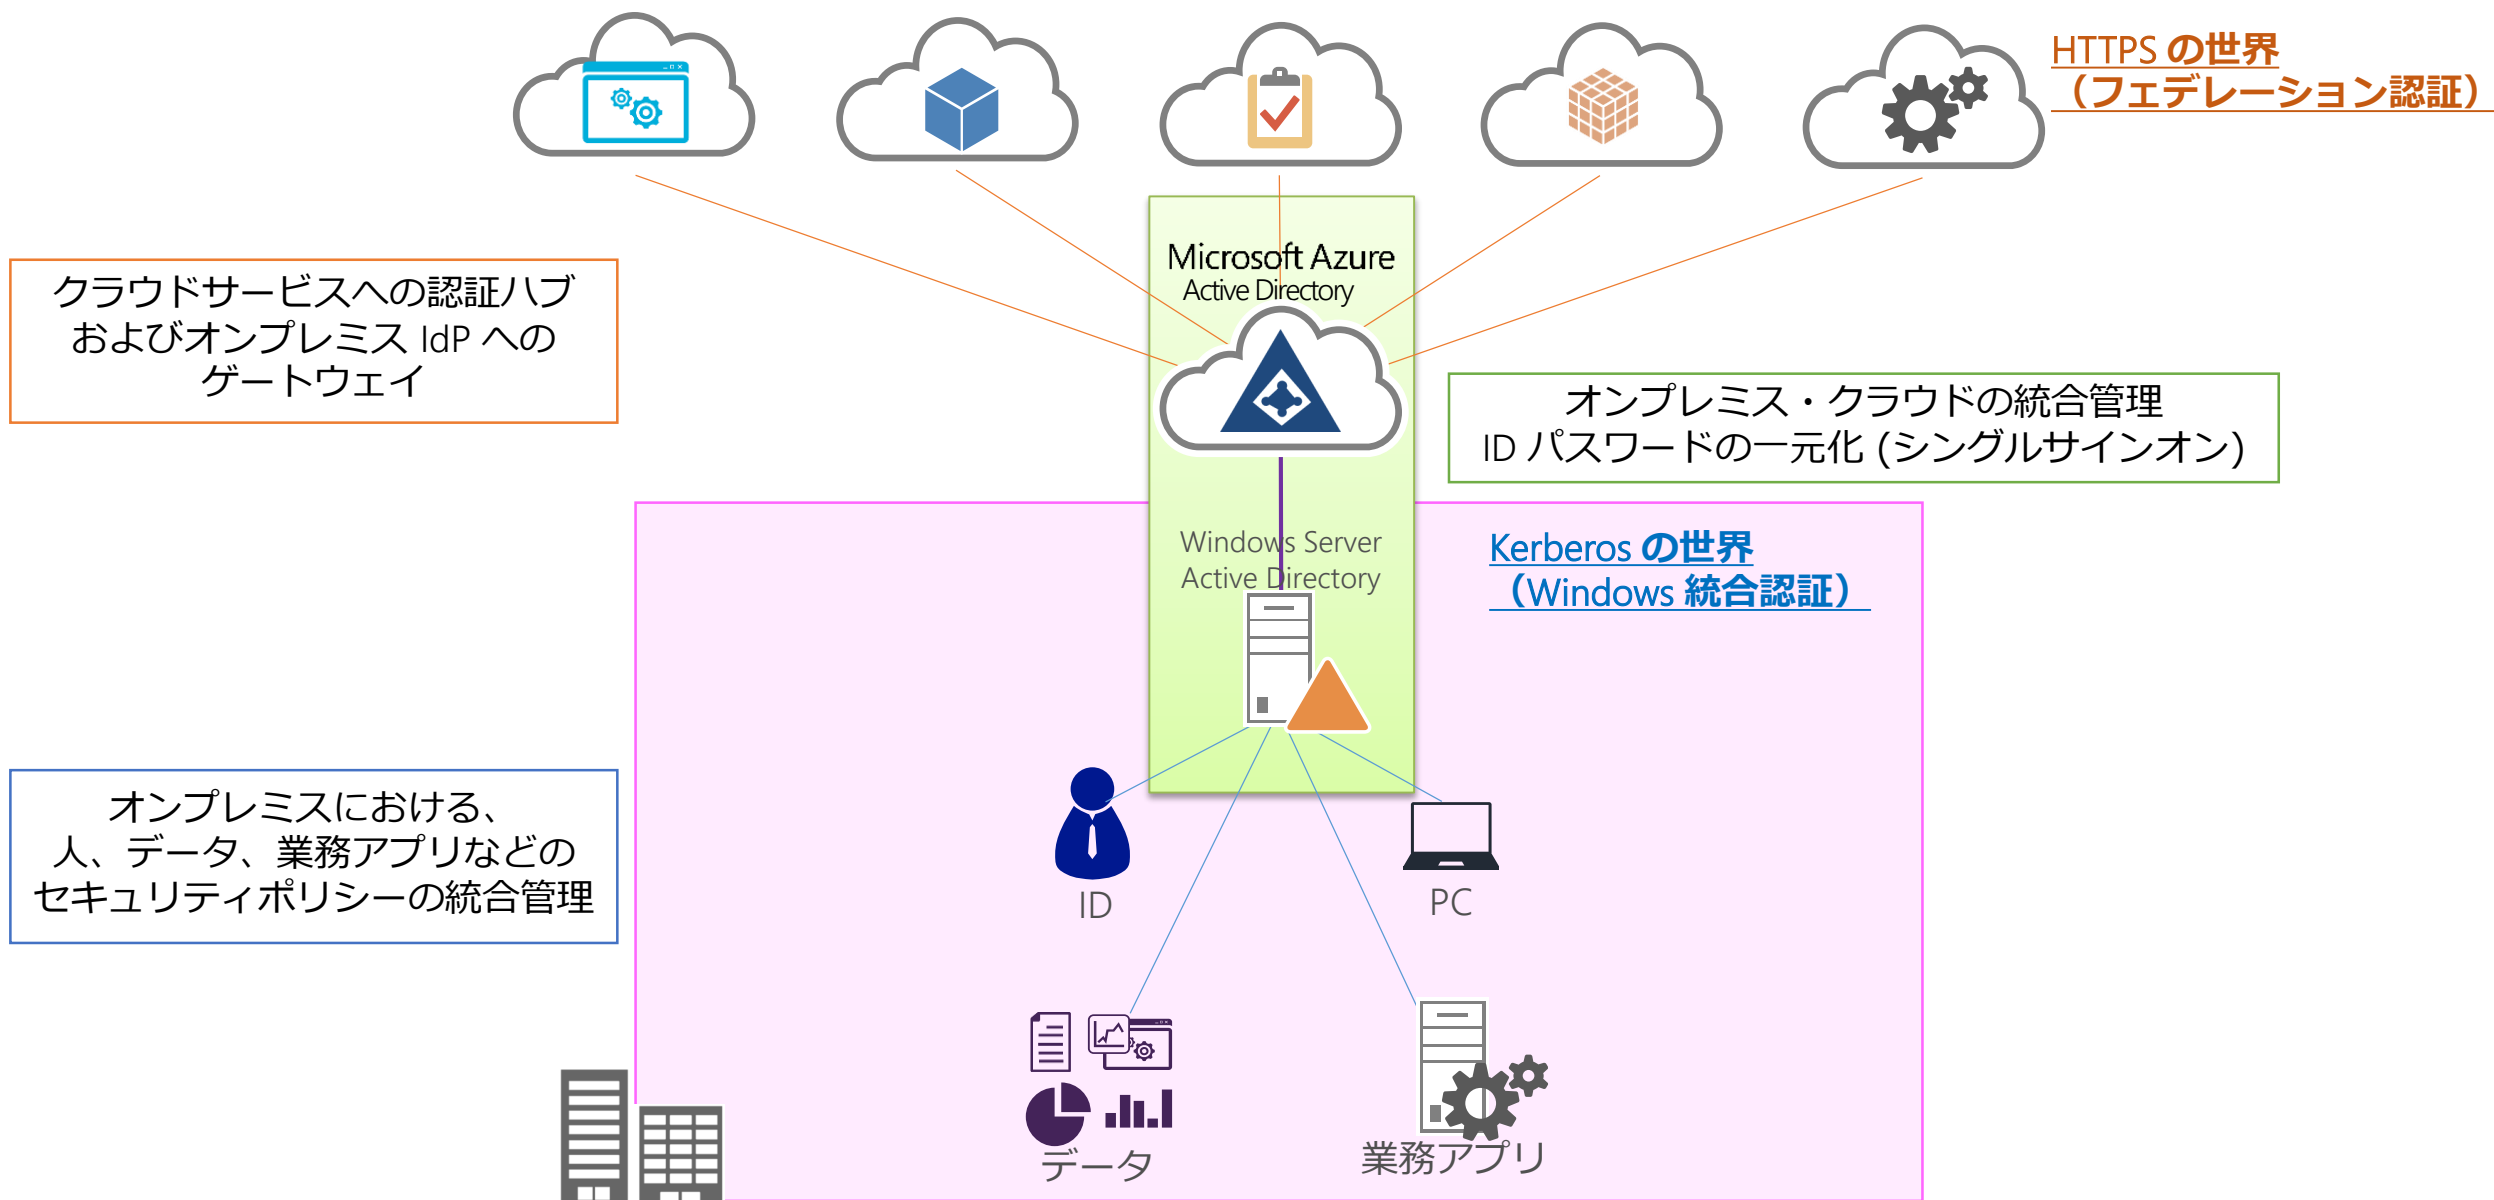 HTTPS の世界
（フェデレーション認証）
クラウドサービスへの認証ハブ
およびオンプレミス IdP への
ゲートウェイ
Microsoft Azure
Active Directory
オンプレミス・クラウドの統合管理
ID パスワードの一元化 (シングルサインオン)
Windows Server
Active Directory
Kerberos の世界
（Windows 統合認証）
オンプレミスにおける、
人、データ、業務アプリなどの
セキュリティポリシーの統合管理
ID
PC
データ
業務アプリ